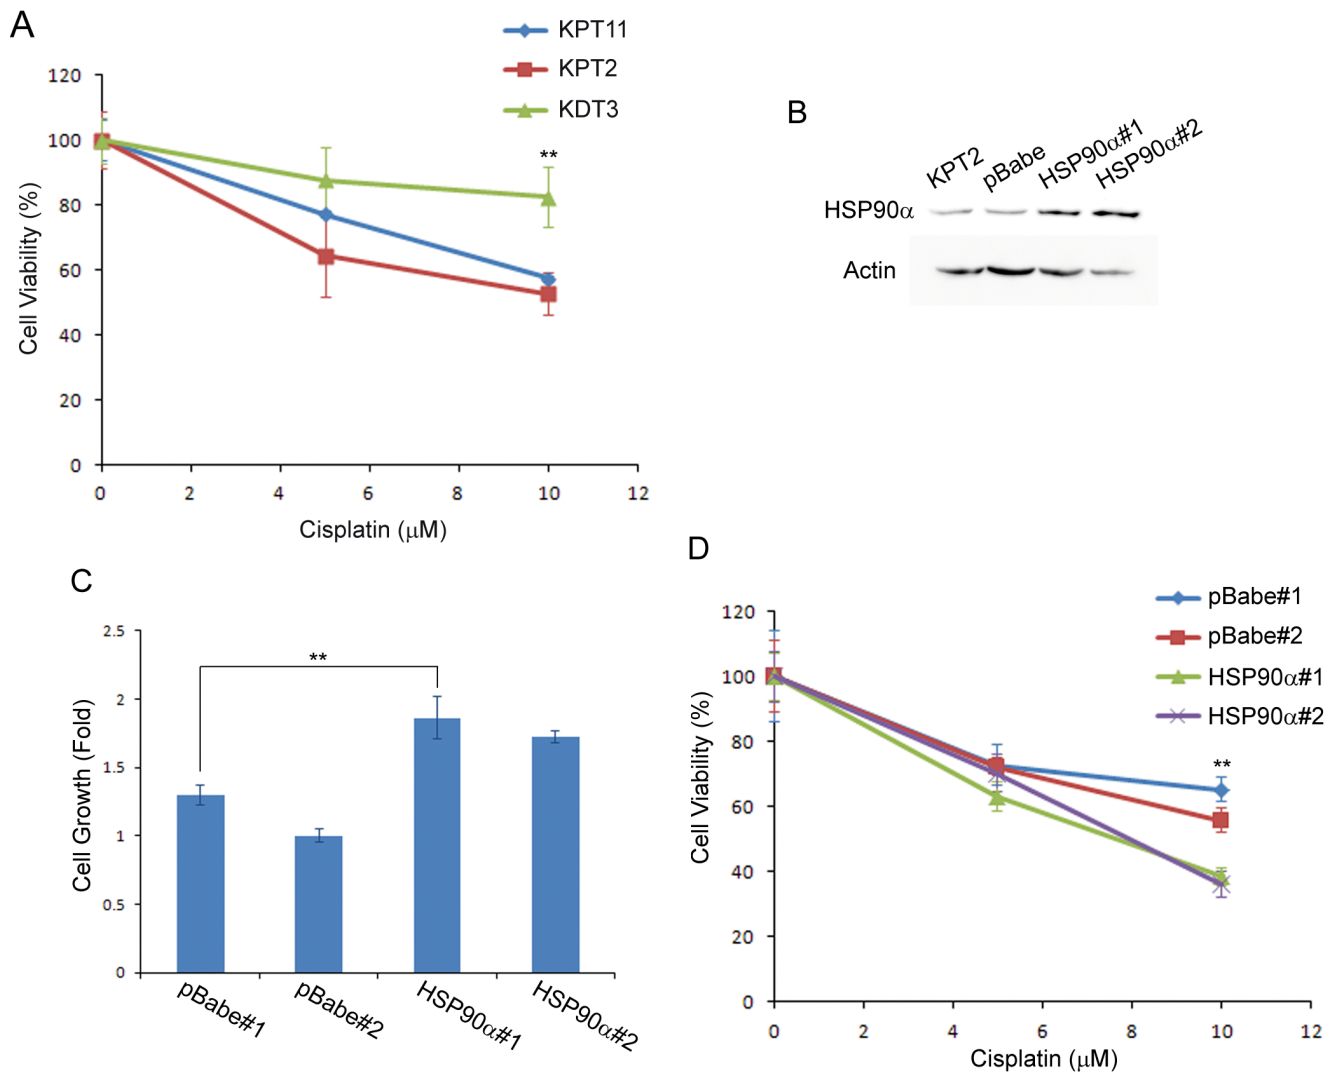 A
KPT11
KPT2
KDT3
120
100
80
60
40
20
0
**
Cell Viability (%)
0 2 4 6 8 10 12
Cisplatin (μM)
B
KPT2 pBabe HSP90α#1 HSP90α#2
HSP90α
Actin
C
2.5
2
1.5
1
0.5
0
**
Cell Growth (Fold)
pBabe#1 pBabe#2 HSP90α#1 HSP90α#2
D
pBabe#1
pBabe#2
HSP90α#1
HSP90α#2
120
100
80
60
40
20
0
**
Cell Viability (%)
0 2 4 6 8 10 12
Cisplatin (μM)